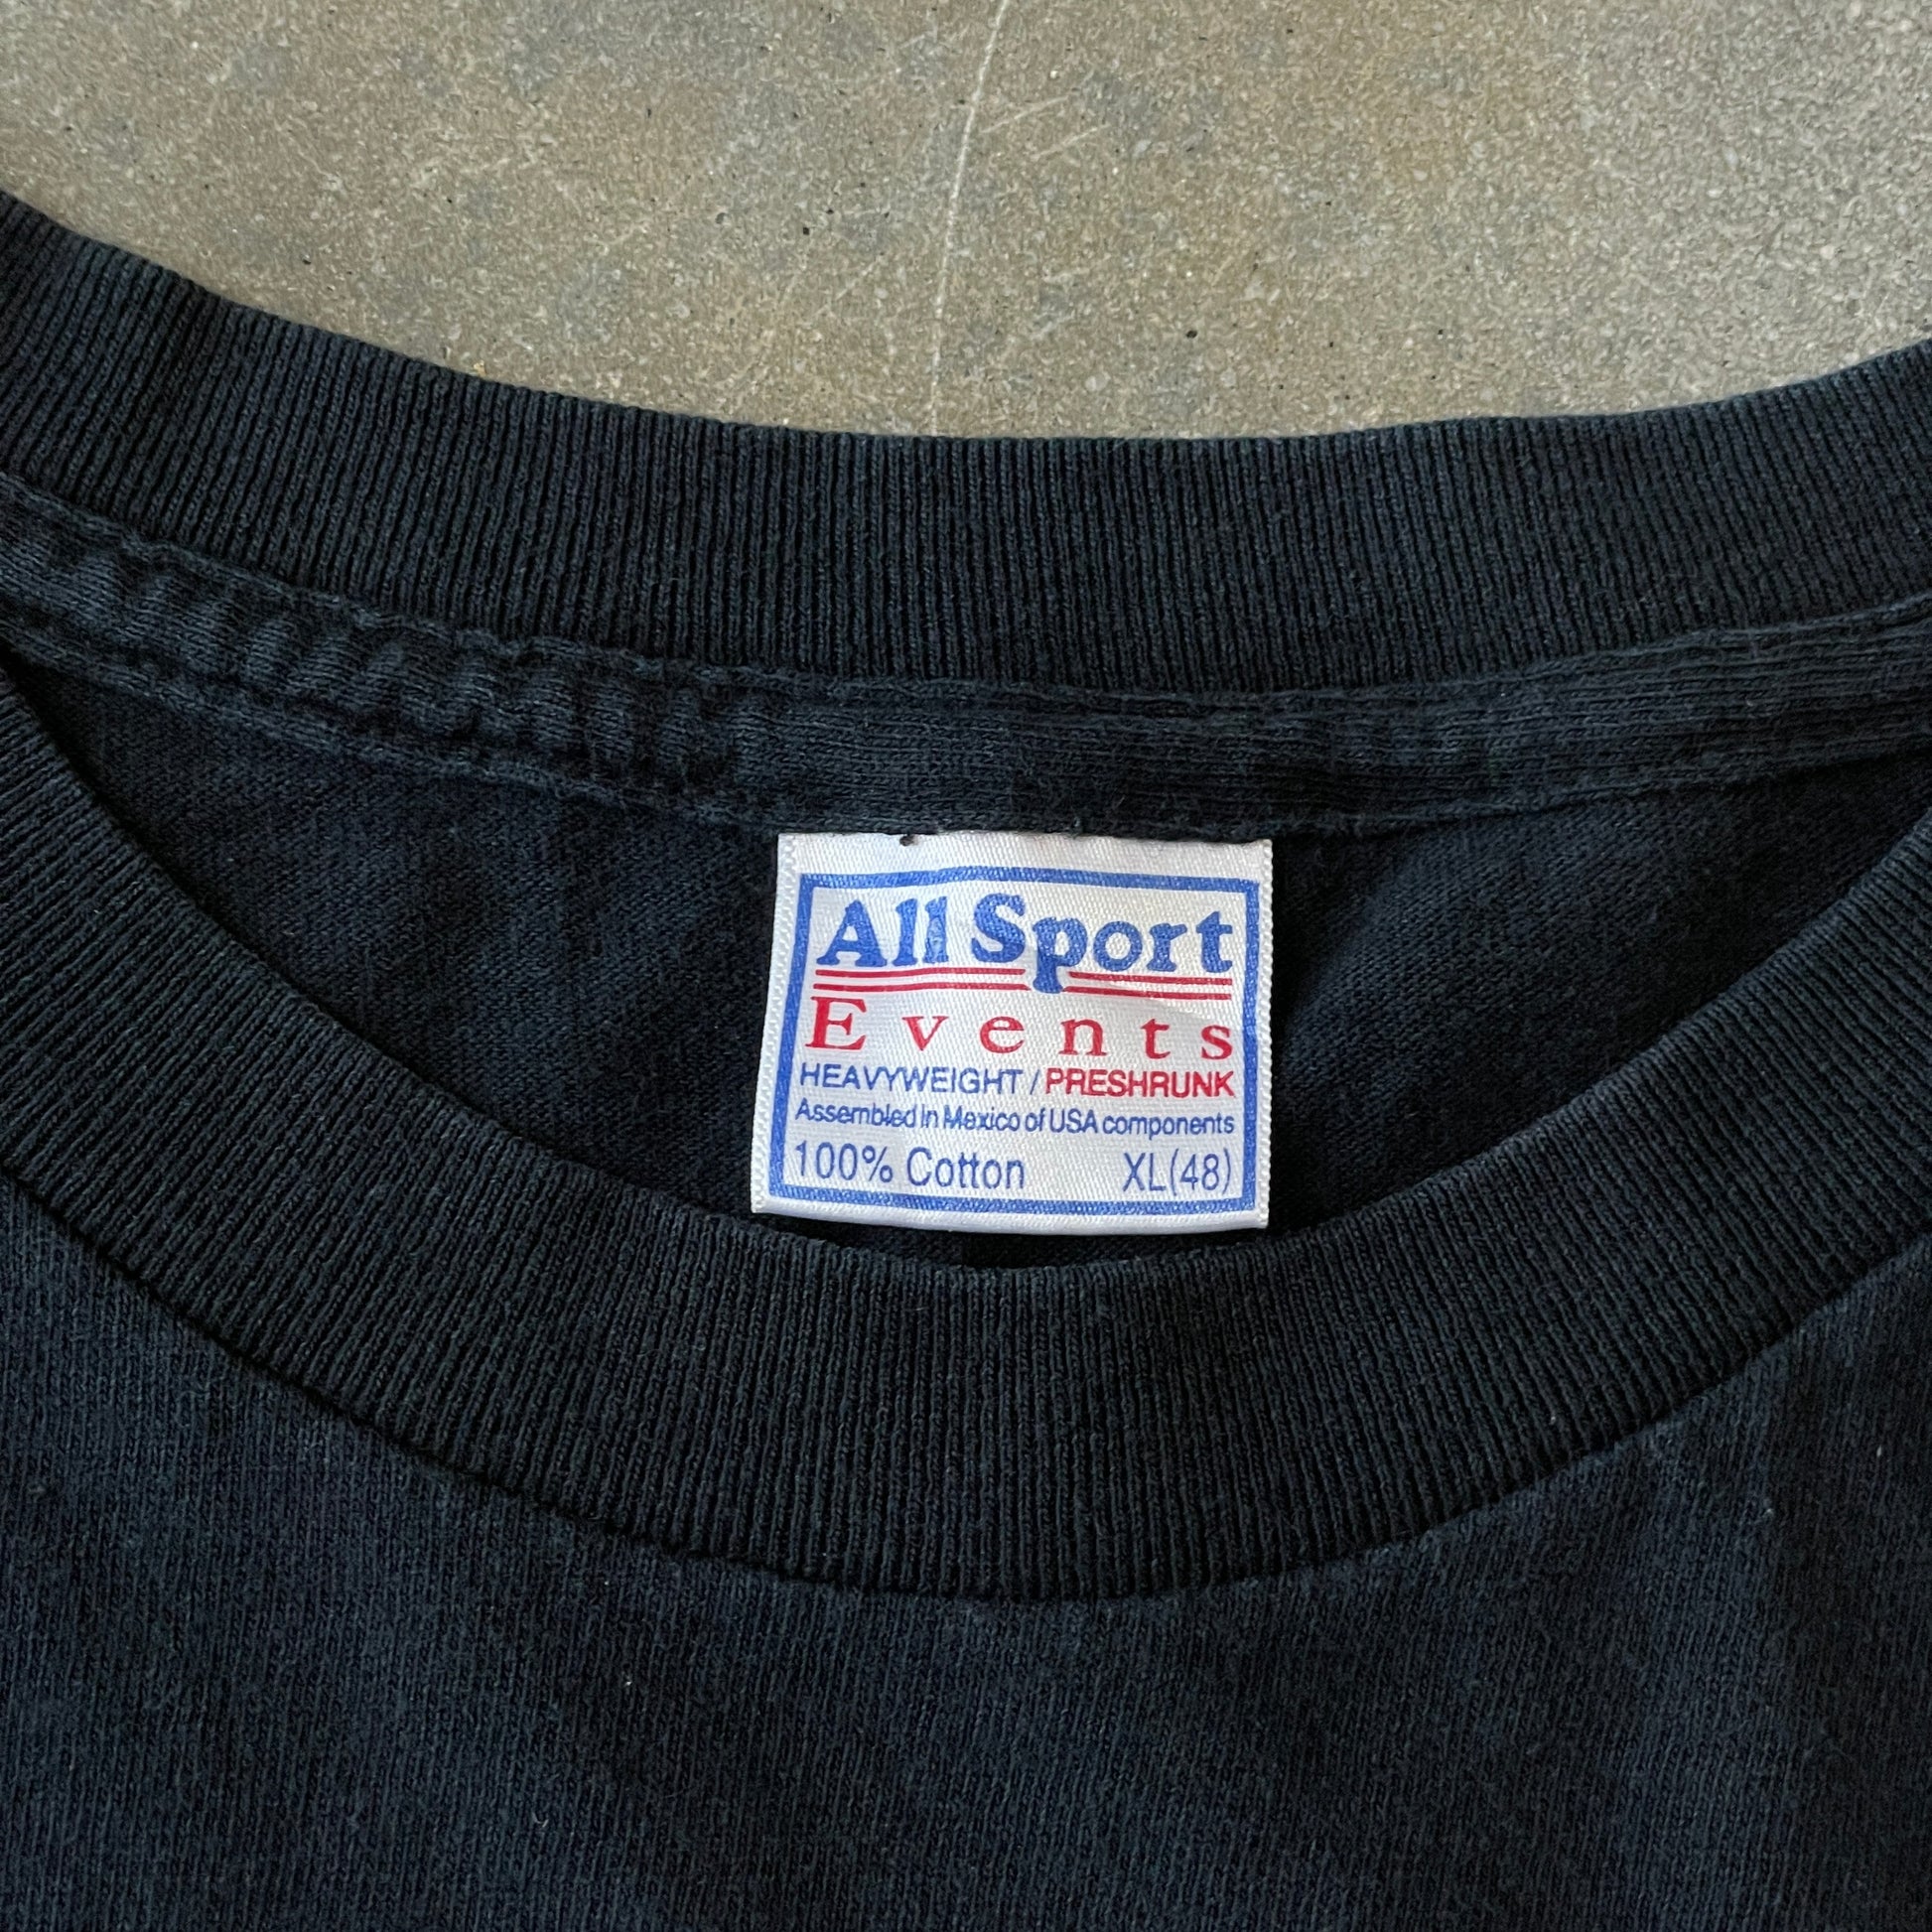 All Sport
Events
HEAVYWEIGHT / PRESHRUNK
Assembled in Mexico of USA components
100% Cotton XL(48)